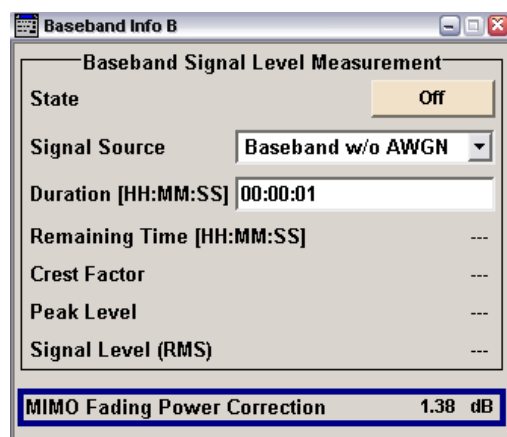 Baseband Info B
Baseband Signal Level Measurement
State Off
Signal Source Baseband w/o AWGN
Duration [HH:MM:SS] 00:00:01
Remaining Time [HH:MM:SS] ---
Crest Factor ---
Peak Level ---
Signal Level (RMS) ---
MIMO Fading Power Correction 1.38 dB